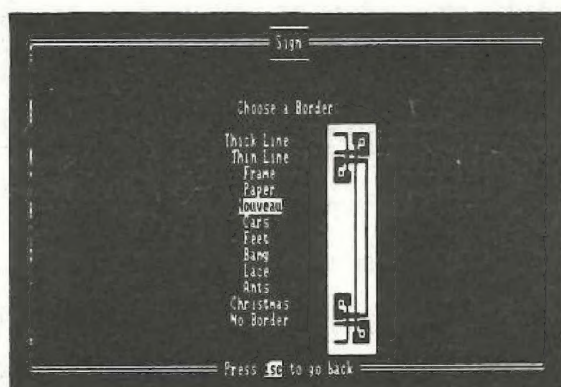 Sign
Choose a Border
Thick Line
Thin Line
Frame
Paper
Nouveau
Cars
Feet
Bang
Lace
Ants
Christmas
No Border
Press Esc to go back